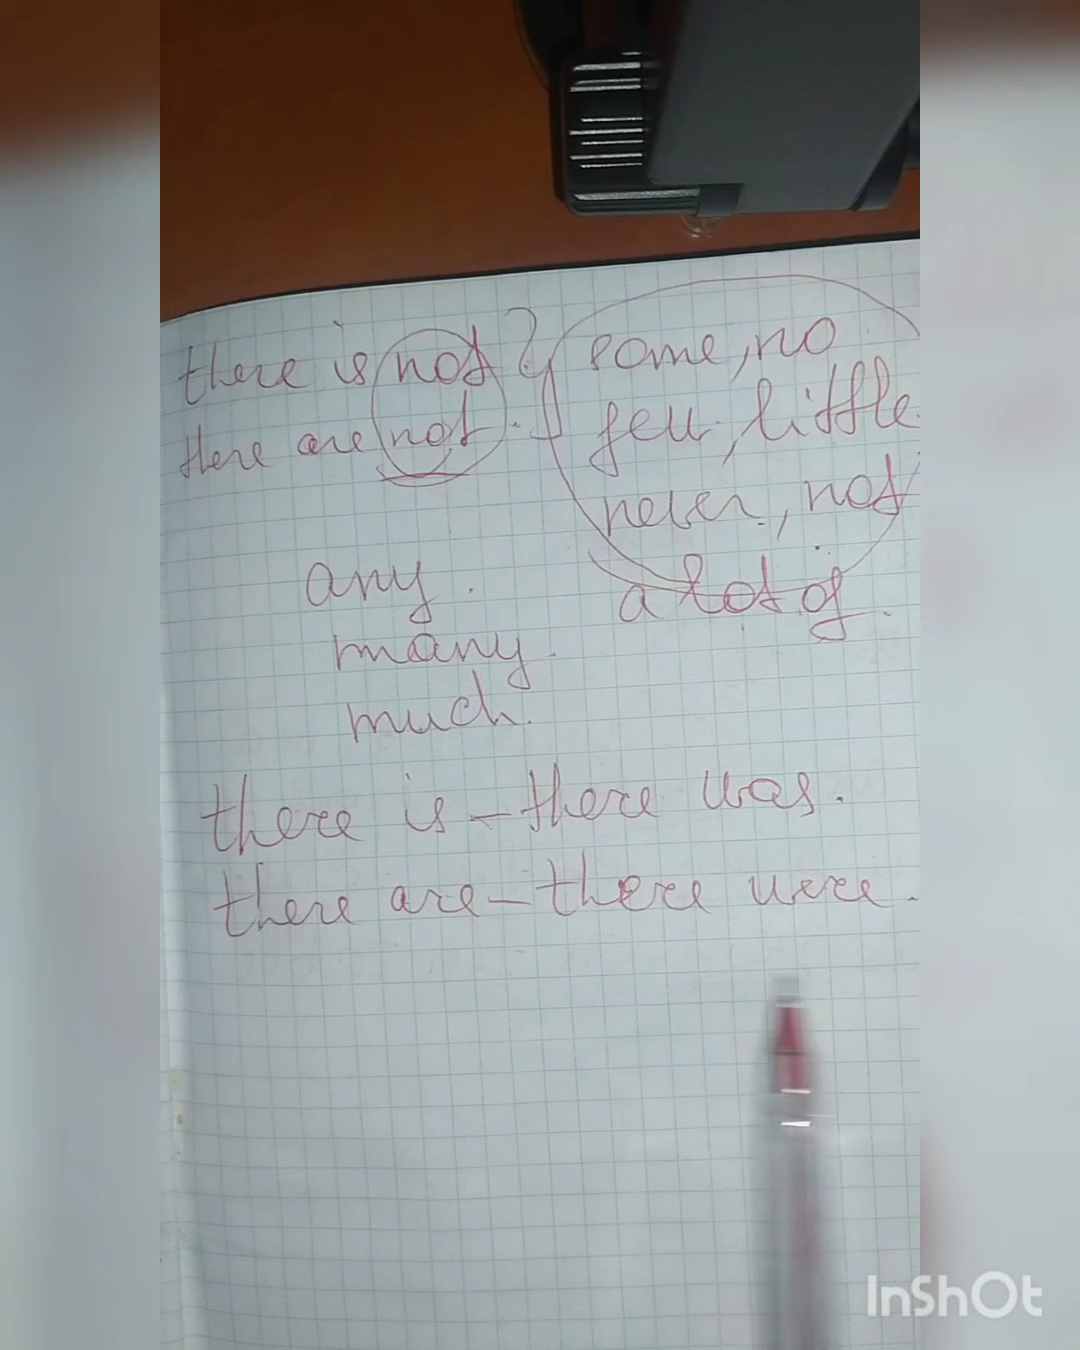 there is not? some, no
there are not. + few, little
never, not
any. a lot of.
many.
much.
there is – there was.
there are – there were.
InShOt